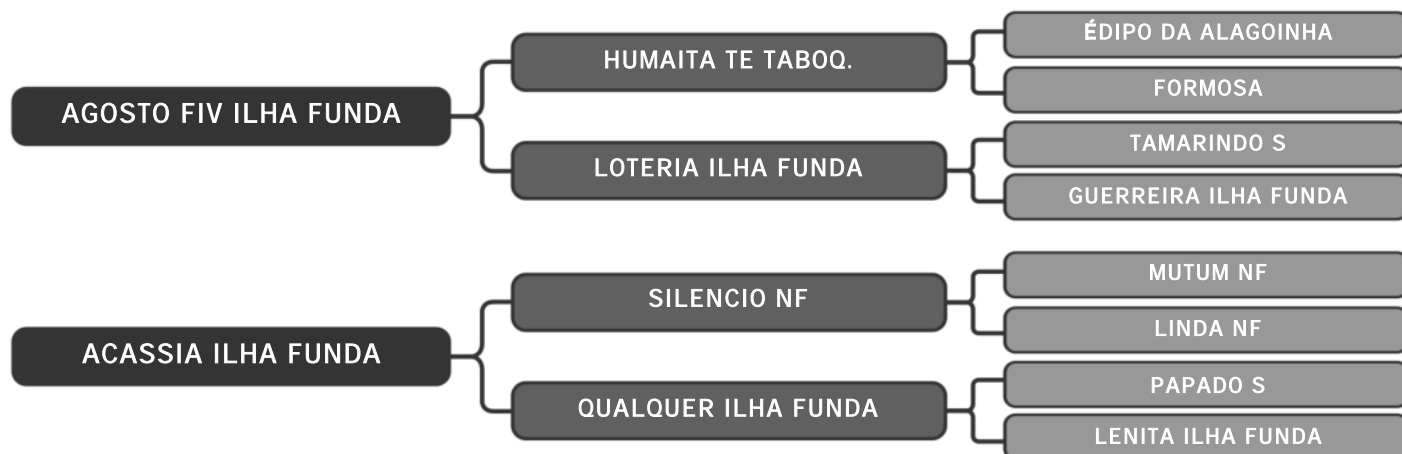 AGOSTO FIV ILHA FUNDA
HUMAITA TE TABOQ.
ÉDIPO DA ALAGOINHA
FORMOSA
LOTERIA ILHA FUNDA
TAMARINDO S
GUERREIRA ILHA FUNDA
ACASSIA ILHA FUNDA
SILENCIO NF
MUTUM NF
LINDA NF
QUALQUER ILHA FUNDA
PAPADO S
LENITA ILHA FUNDA